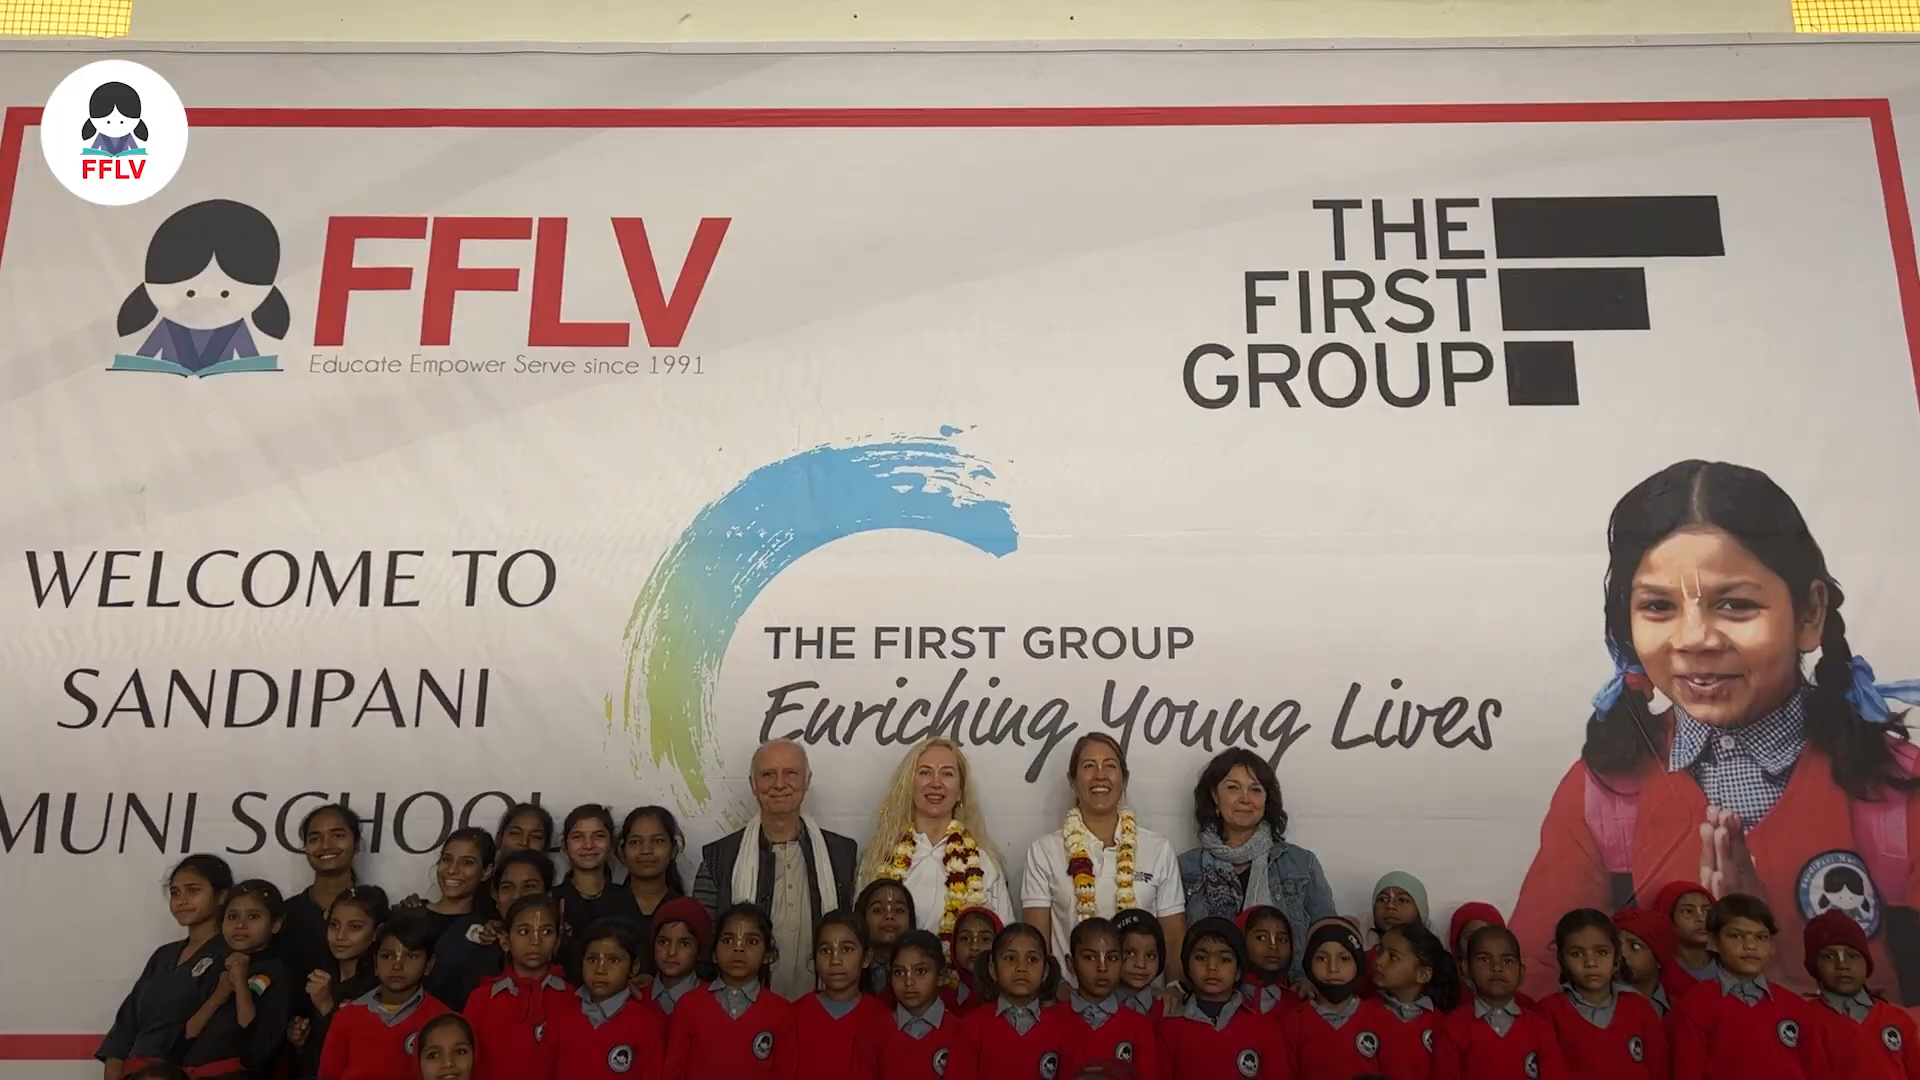 FFLV
FFLV
Educate Empower Serve since 1991
THE
FIRST
GROUP
WELCOME TO
SANDIPANI
MUNI SCHOOL
THE FIRST GROUP
Enriching Young Lives
NIKE